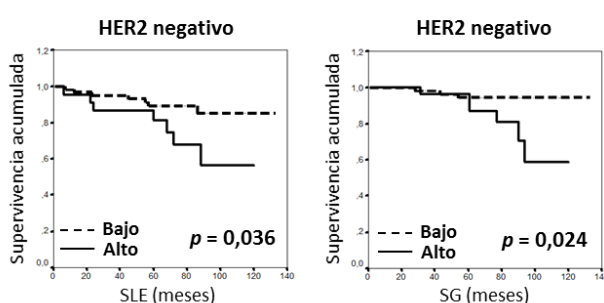 HER2 negativo
Supervivencia acumulada
1,2
1,0
,8
,6
,4
,2
0,0
Bajo
Alto
p = 0,036
0 20 40 60 80 100 120 140
SLE (meses)
HER2 negativo
Supervivencia acumulada
1,2
1,0
,8
,6
,4
,2
0,0
Bajo
Alto
p = 0,024
0 20 40 60 80 100 120 140
SG (meses)